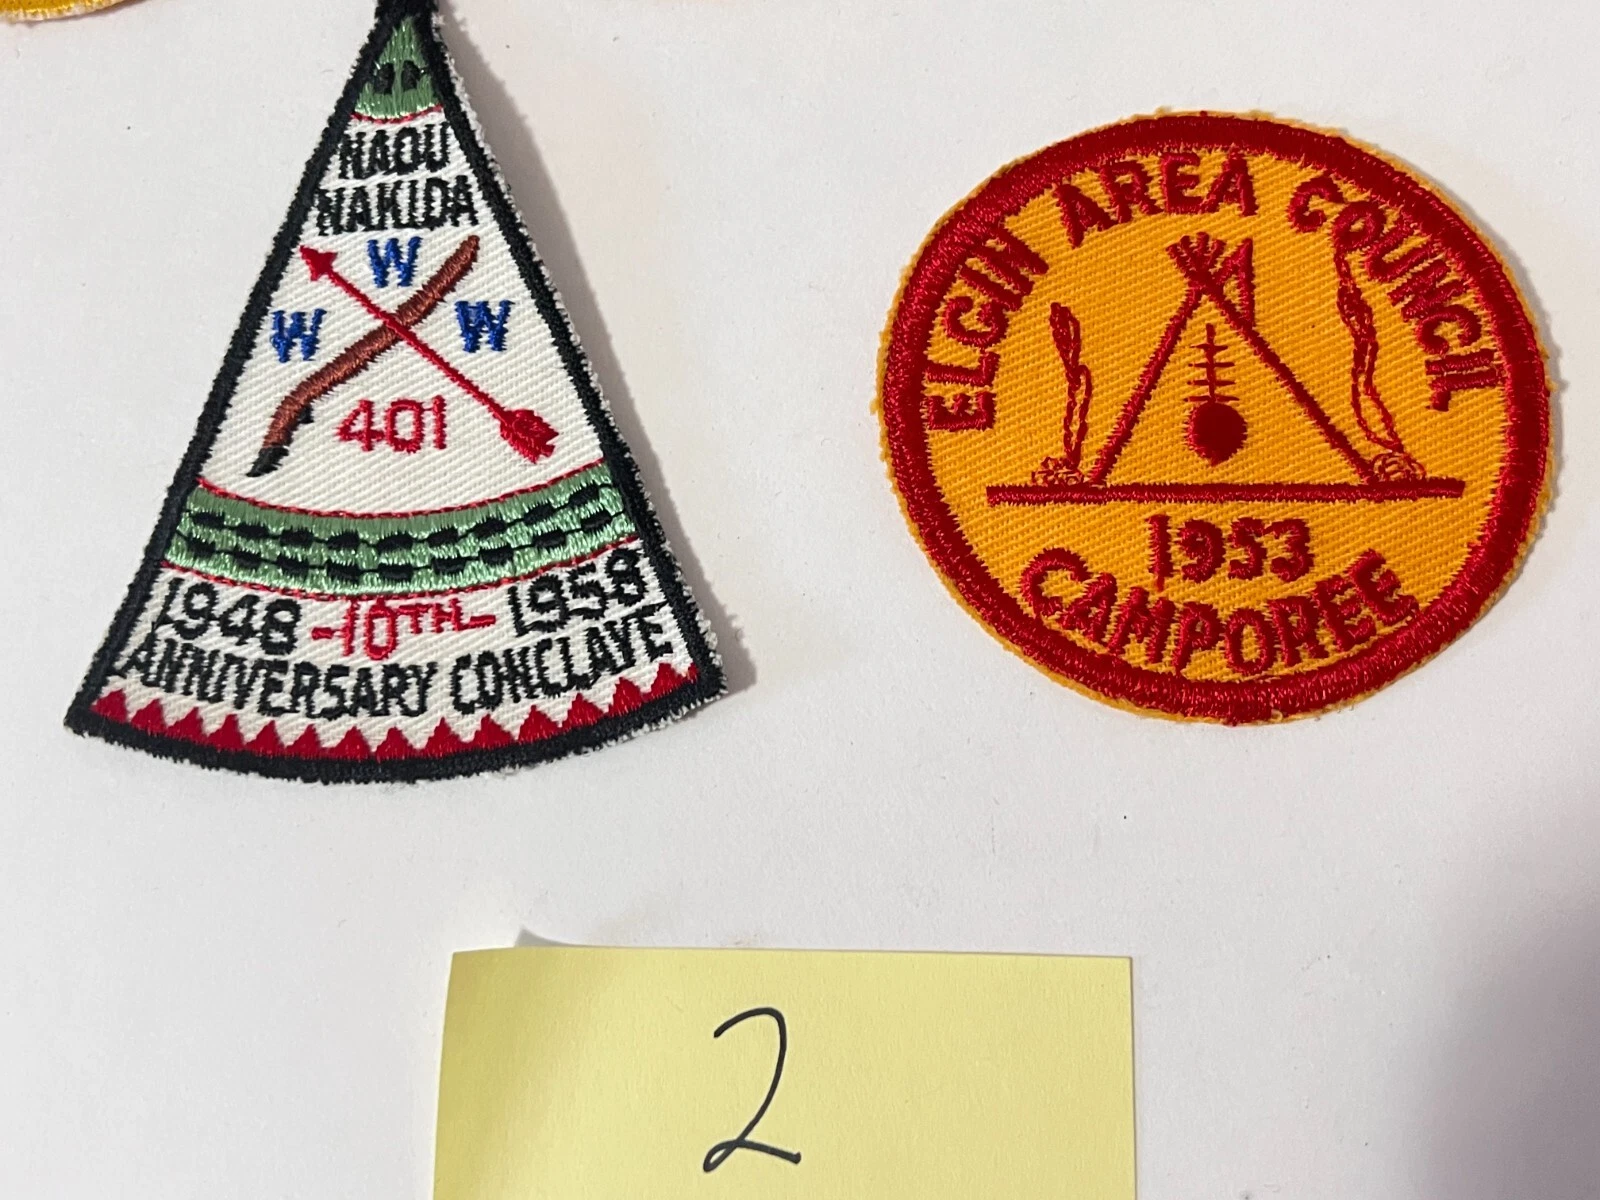 NAOU
NAKIDA
W
W W
401
1948 -10TH- 1958
ANNIVERSARY CONCLAVE
ELGIN AREA COUNCIL
1953
CAMPOREE
2